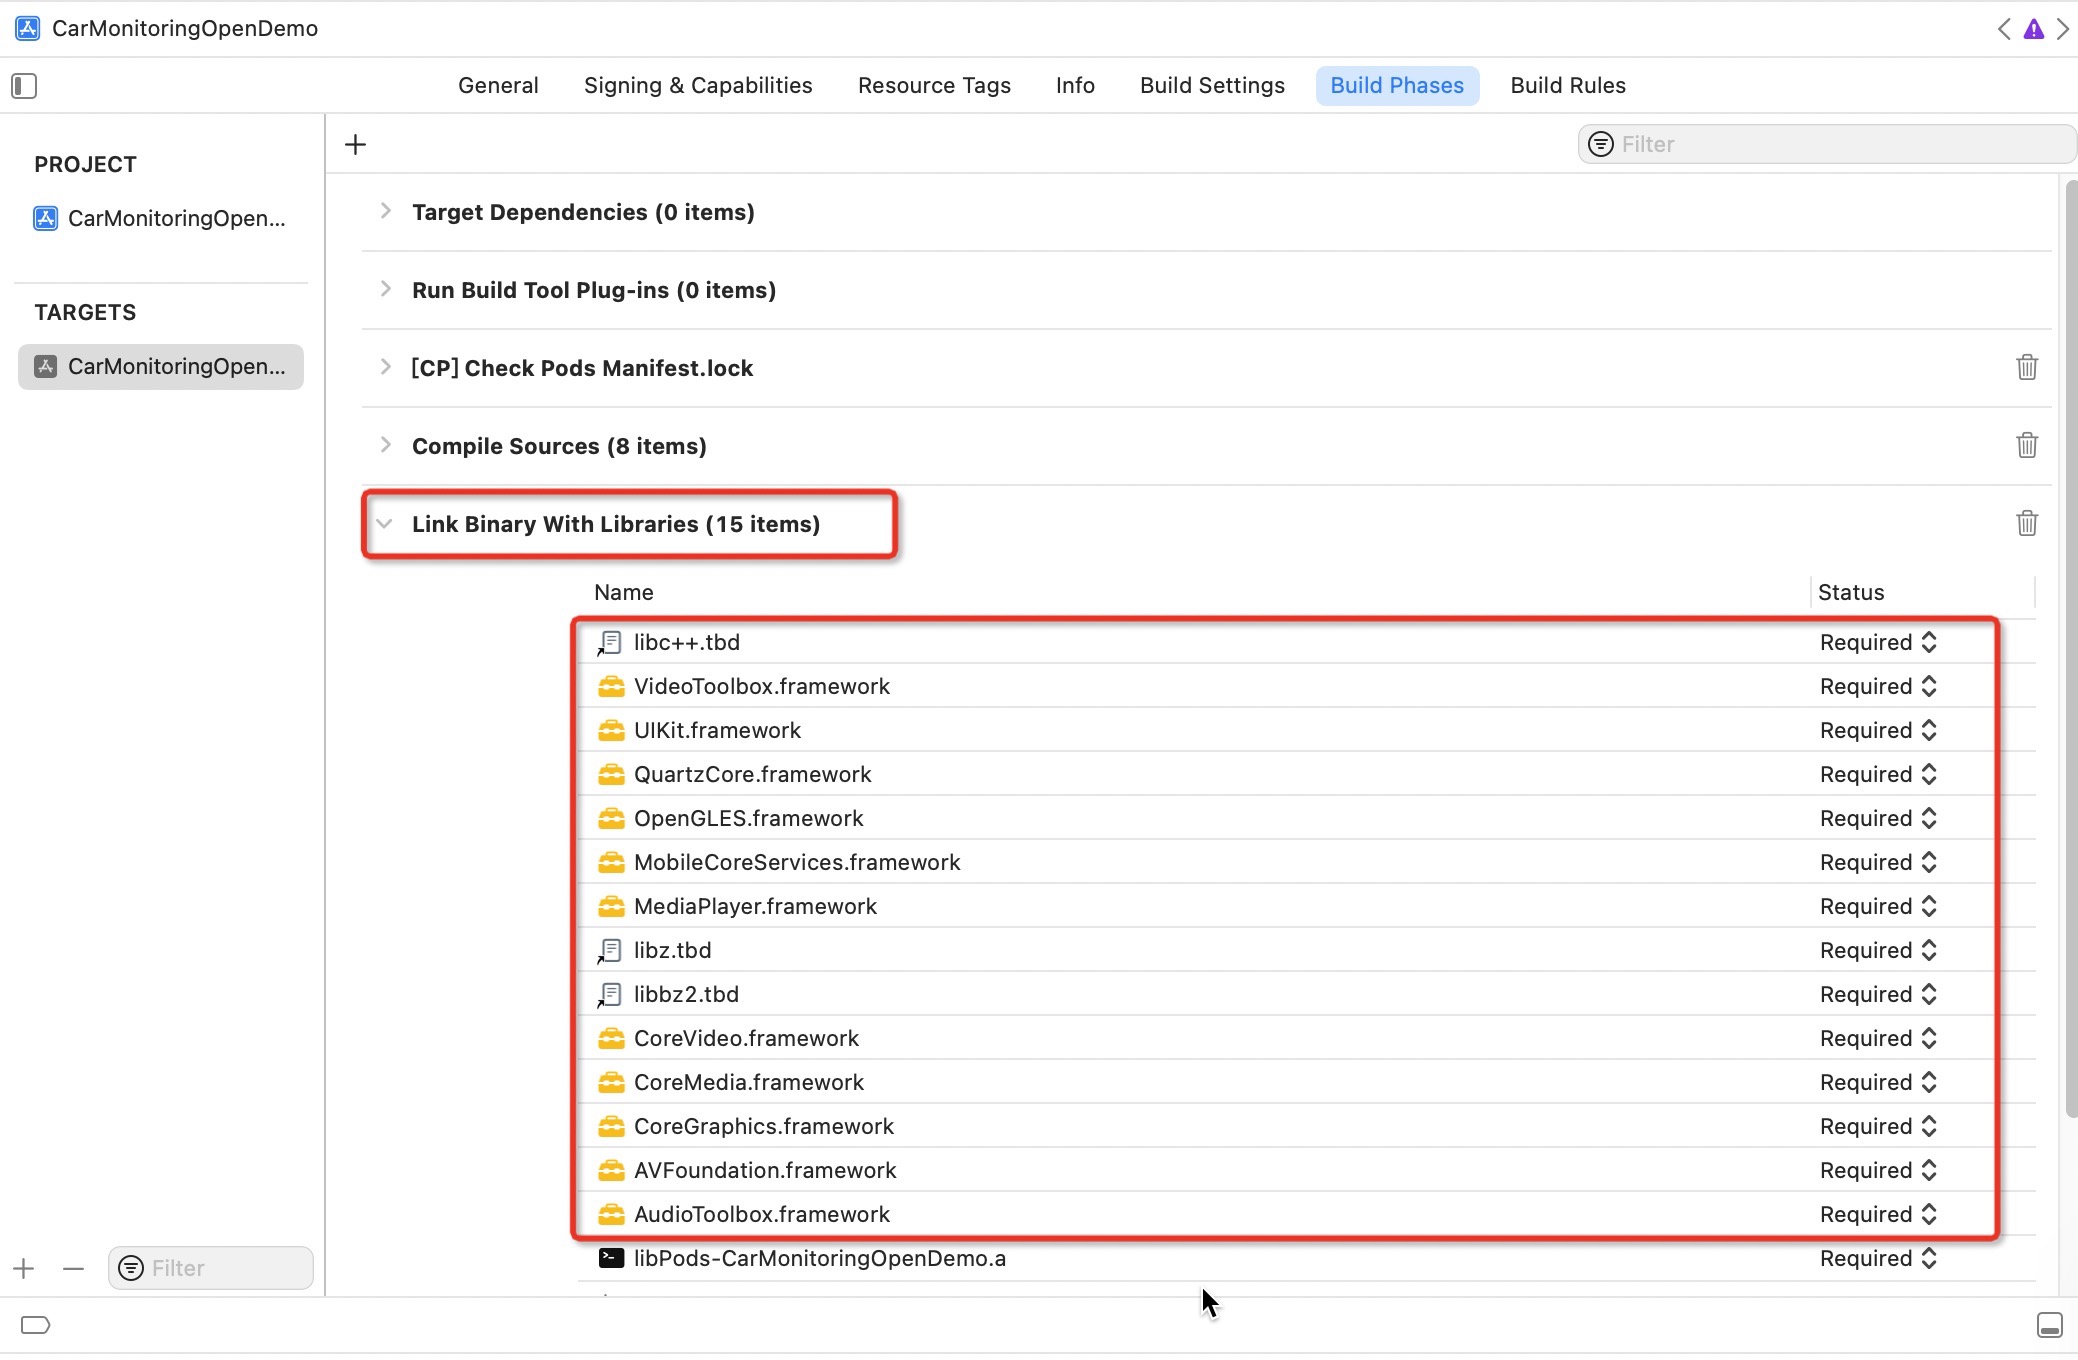 CarMonitoringOpenDemo
General Signing & Capabilities Resource Tags Info Build Settings Build Phases Build Rules
PROJECT
CarMonitoringOpen...
TARGETS
CarMonitoringOpen...
Filter
Filter
Target Dependencies (0 items)
Run Build Tool Plug-ins (0 items)
[CP] Check Pods Manifest.lock
Compile Sources (8 items)
Link Binary With Libraries (15 items)
Name Status
libc++.tbd Required
VideoToolbox.framework Required
UIKit.framework Required
QuartzCore.framework Required
OpenGLES.framework Required
MobileCoreServices.framework Required
MediaPlayer.framework Required
libz.tbd Required
libbz2.tbd Required
CoreVideo.framework Required
CoreMedia.framework Required
CoreGraphics.framework Required
AVFoundation.framework Required
AudioToolbox.framework Required
libPods-CarMonitoringOpenDemo.a Required